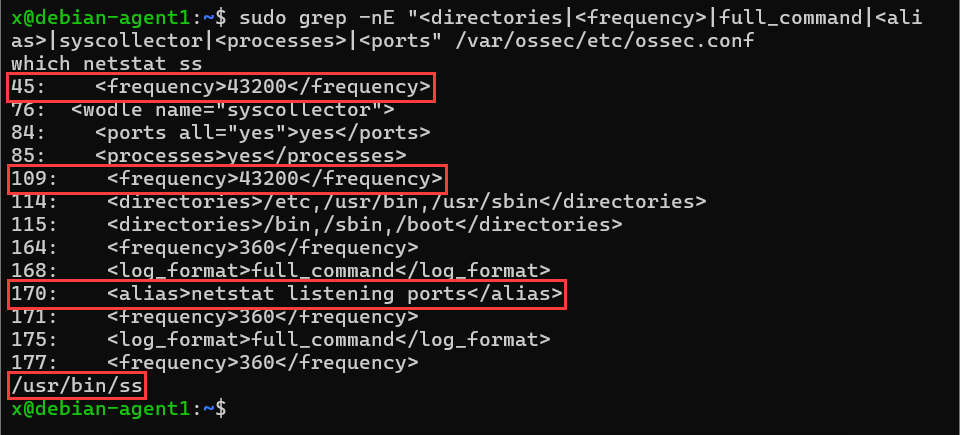 x@debian-agent1:~$ sudo grep -nE "<directories|<frequency>|full_command|<ali
as>|syscollector|<processes>|<ports" /var/ossec/etc/ossec.conf
which netstat ss
45:    <frequency>43200</frequency>
76:  <wodle name="syscollector">
84:    <ports all="yes">yes</ports>
85:    <processes>yes</processes>
109:    <frequency>43200</frequency>
114:    <directories>/etc,/usr/bin,/usr/sbin</directories>
115:    <directories>/bin,/sbin,/boot</directories>
164:    <frequency>360</frequency>
168:    <log_format>full_command</log_format>
170:    <alias>netstat listening ports</alias>
171:    <frequency>360</frequency>
175:    <log_format>full_command</log_format>
177:    <frequency>360</frequency>
/usr/bin/ss
x@debian-agent1:~$